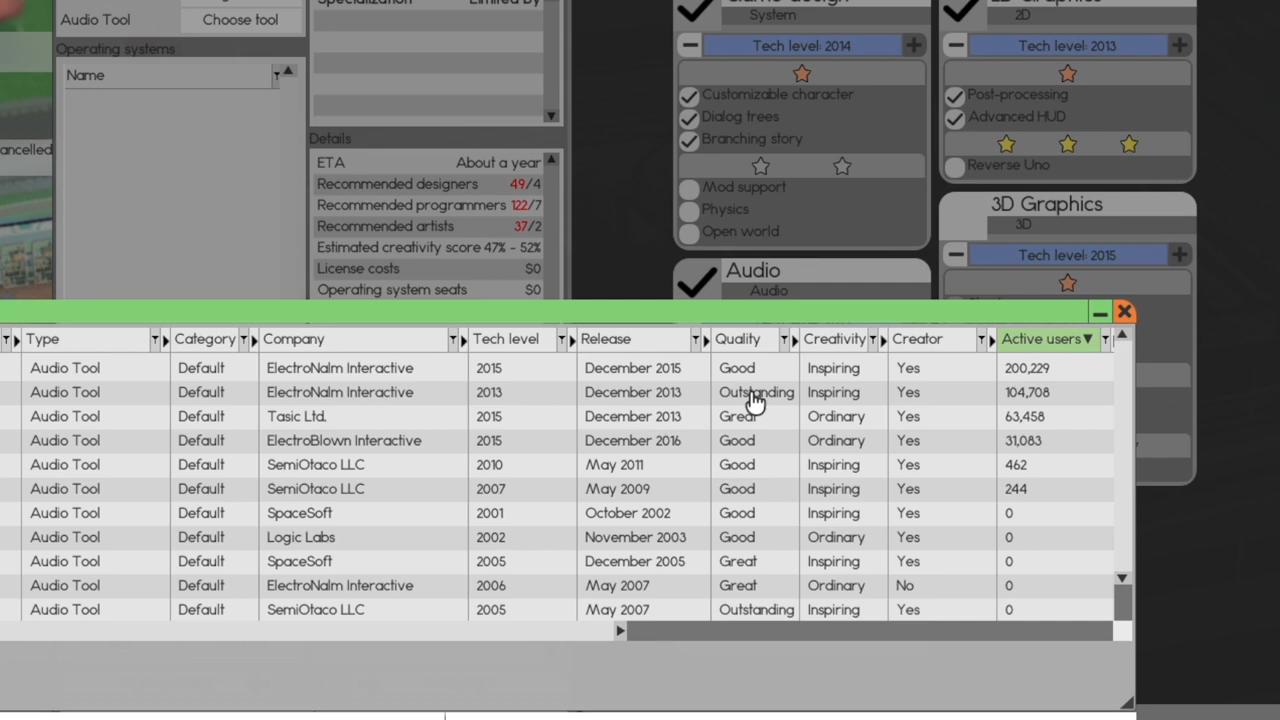 Audio Tool Choose tool
Operating systems
Name
ancelled
Specialization Limited By
Details
ETA About a year
Recommended designers 49/4
Recommended programmers 122/7
Recommended artists 37/2
Estimated creativity score 47% - 52%
License costs $0
Operating system seats $0
System
Tech level: 2014
Customizable character
Dialog trees
Branching story
Mod support
Physics
Open world
Audio
Audio
2D
Tech level: 2013
Post-processing
Advanced HUD
Reverse Uno
3D Graphics
3D
Tech level: 2015
Type Category Company Tech level Release Quality Creativity Creator Active users
Audio Tool Default ElectroNalm Interactive 2015 December 2015 Good Inspiring Yes 200,229
Audio Tool Default ElectroNalm Interactive 2013 December 2013 Outstanding Inspiring Yes 104,708
Audio Tool Default Tasic Ltd. 2015 December 2013 Great Ordinary Yes 63,458
Audio Tool Default ElectroBlown Interactive 2015 December 2016 Good Ordinary Yes 31,083
Audio Tool Default SemiOtaco LLC 2010 May 2011 Good Inspiring Yes 462
Audio Tool Default SemiOtaco LLC 2007 May 2009 Good Inspiring Yes 244
Audio Tool Default SpaceSoft 2001 October 2002 Good Inspiring Yes 0
Audio Tool Default Logic Labs 2002 November 2003 Good Ordinary Yes 0
Audio Tool Default SpaceSoft 2005 December 2005 Great Inspiring Yes 0
Audio Tool Default ElectroNalm Interactive 2006 May 2007 Great Ordinary No 0
Audio Tool Default SemiOtaco LLC 2005 May 2007 Outstanding Inspiring Yes 0